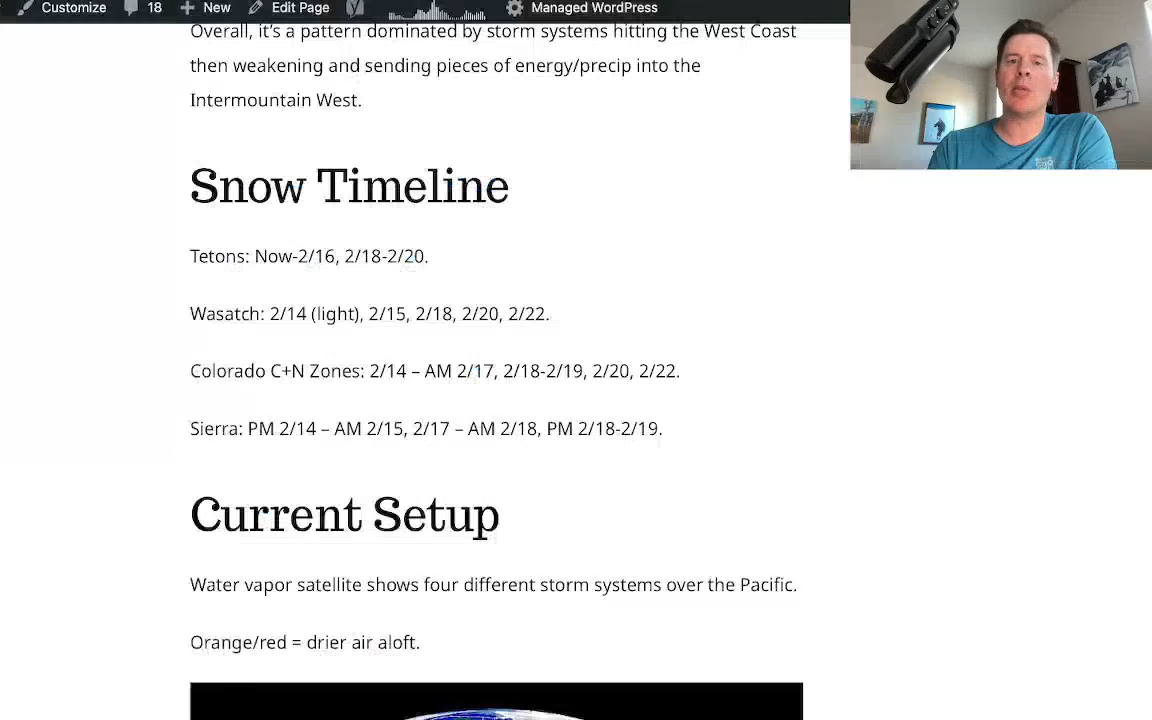 Customize 18 New Edit Page Managed WordPress
Overall, it's a pattern dominated by storm systems hitting the West Coast
then weakening and sending pieces of energy/precip into the
Intermountain West.
Snow Timeline
Tetons: Now-2/16, 2/18-2/20.
Wasatch: 2/14 (light), 2/15, 2/18, 2/20, 2/22.
Colorado C+N Zones: 2/14 – AM 2/17, 2/18-2/19, 2/20, 2/22.
Sierra: PM 2/14 – AM 2/15, 2/17 – AM 2/18, PM 2/18-2/19.
Current Setup
Water vapor satellite shows four different storm systems over the Pacific.
Orange/red = drier air aloft.